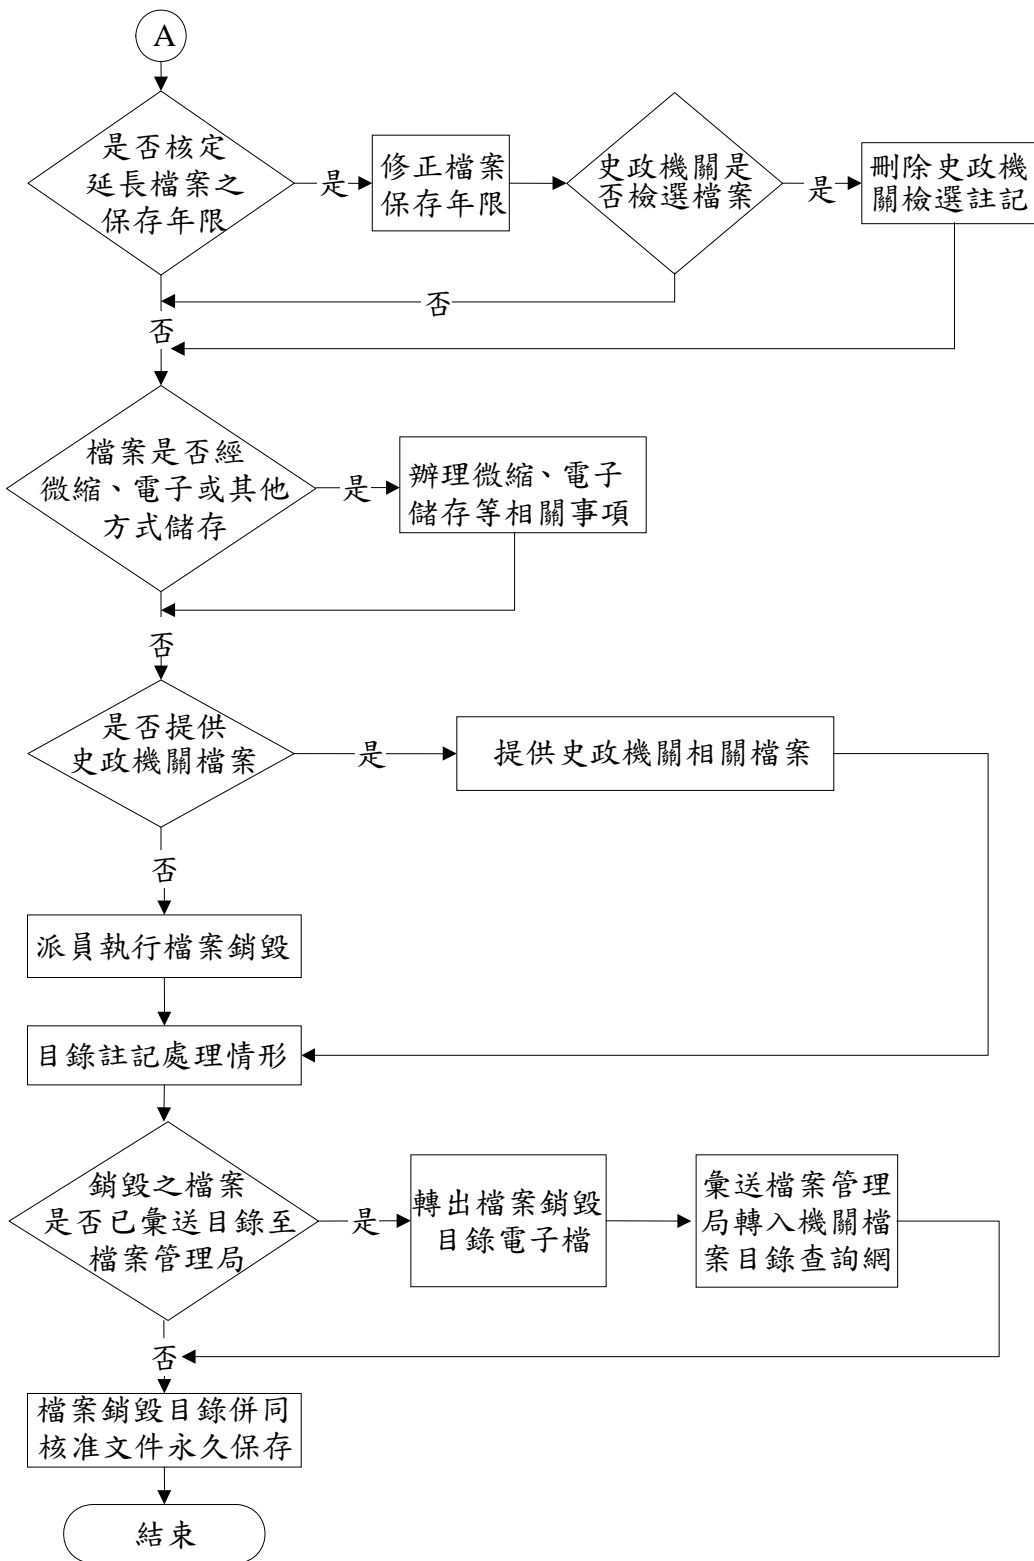 A
是否核定
延長檔案之
保存年限
是
修正檔案
保存年限
史政機關是
否檢選檔案
是
刪除史政機
關檢選註記
否
否
檔案是否經
微縮、電子或其他
方式儲存
是
辦理微縮、電子
儲存等相關事項
否
是否提供
史政機關檔案
是
提供史政機關相關檔案
否
派員執行檔案銷毀
目錄註記處理情形
銷毀之檔案
是否已彙送目錄至
檔案管理局
是
轉出檔案銷毀
目錄電子檔
彙送檔案管理
局轉入機關檔
案目錄查詢網
否
檔案銷毀目錄併同
核准文件永久保存
結束